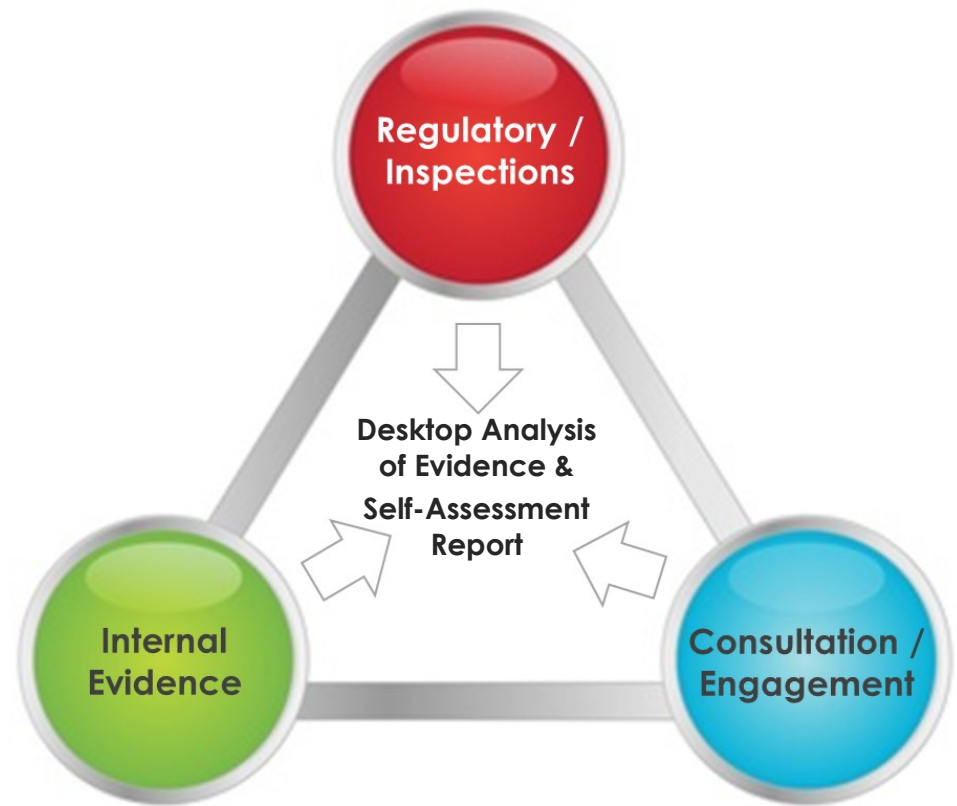 Regulatory /
Inspections
Desktop Analysis
of Evidence &
Self-Assessment
Report
Internal
Evidence
Consultation /
Engagement